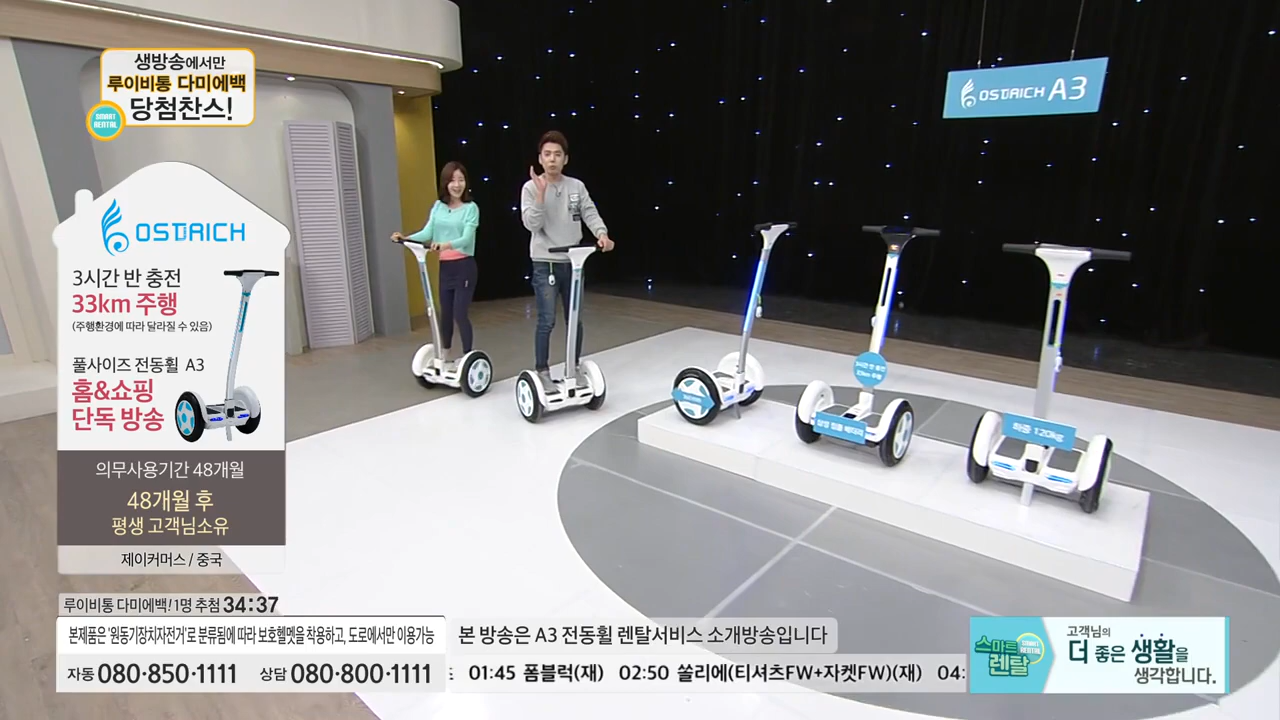 생방송에서만
루이비통 다미에백
당첨찬스!
SMART
RENTAL
OSTRICH A3
OSTRICH
3시간 반 충전
33km 주행
(주행환경에 따라 달라질 수 있음)
풀사이즈 전동휠 A3
홈&쇼핑
단독 방송
의무사용기간 48개월
48개월 후
평생 고객님소유
제이커머스 / 중국
3시간 반 충전
33km 주행
하중 120kg
루이비통 다미에백! 1명 추첨 34:37
본제품은 '원동기장치자전거'로 분류됨에 따라 보호헬멧을 착용하고, 도로에서만 이용가능
본 방송은 A3 전동휠 렌탈서비스 소개방송입니다
자동 080·850·1111 상담 080·800·1111
01:45 폼블럭(재) 02:50 쏠리에(티셔츠FW+자켓FW)(재) 04:
스마트
렌탈
SMART
RENTAL
고객님의
더 좋은 생활을
생각합니다.